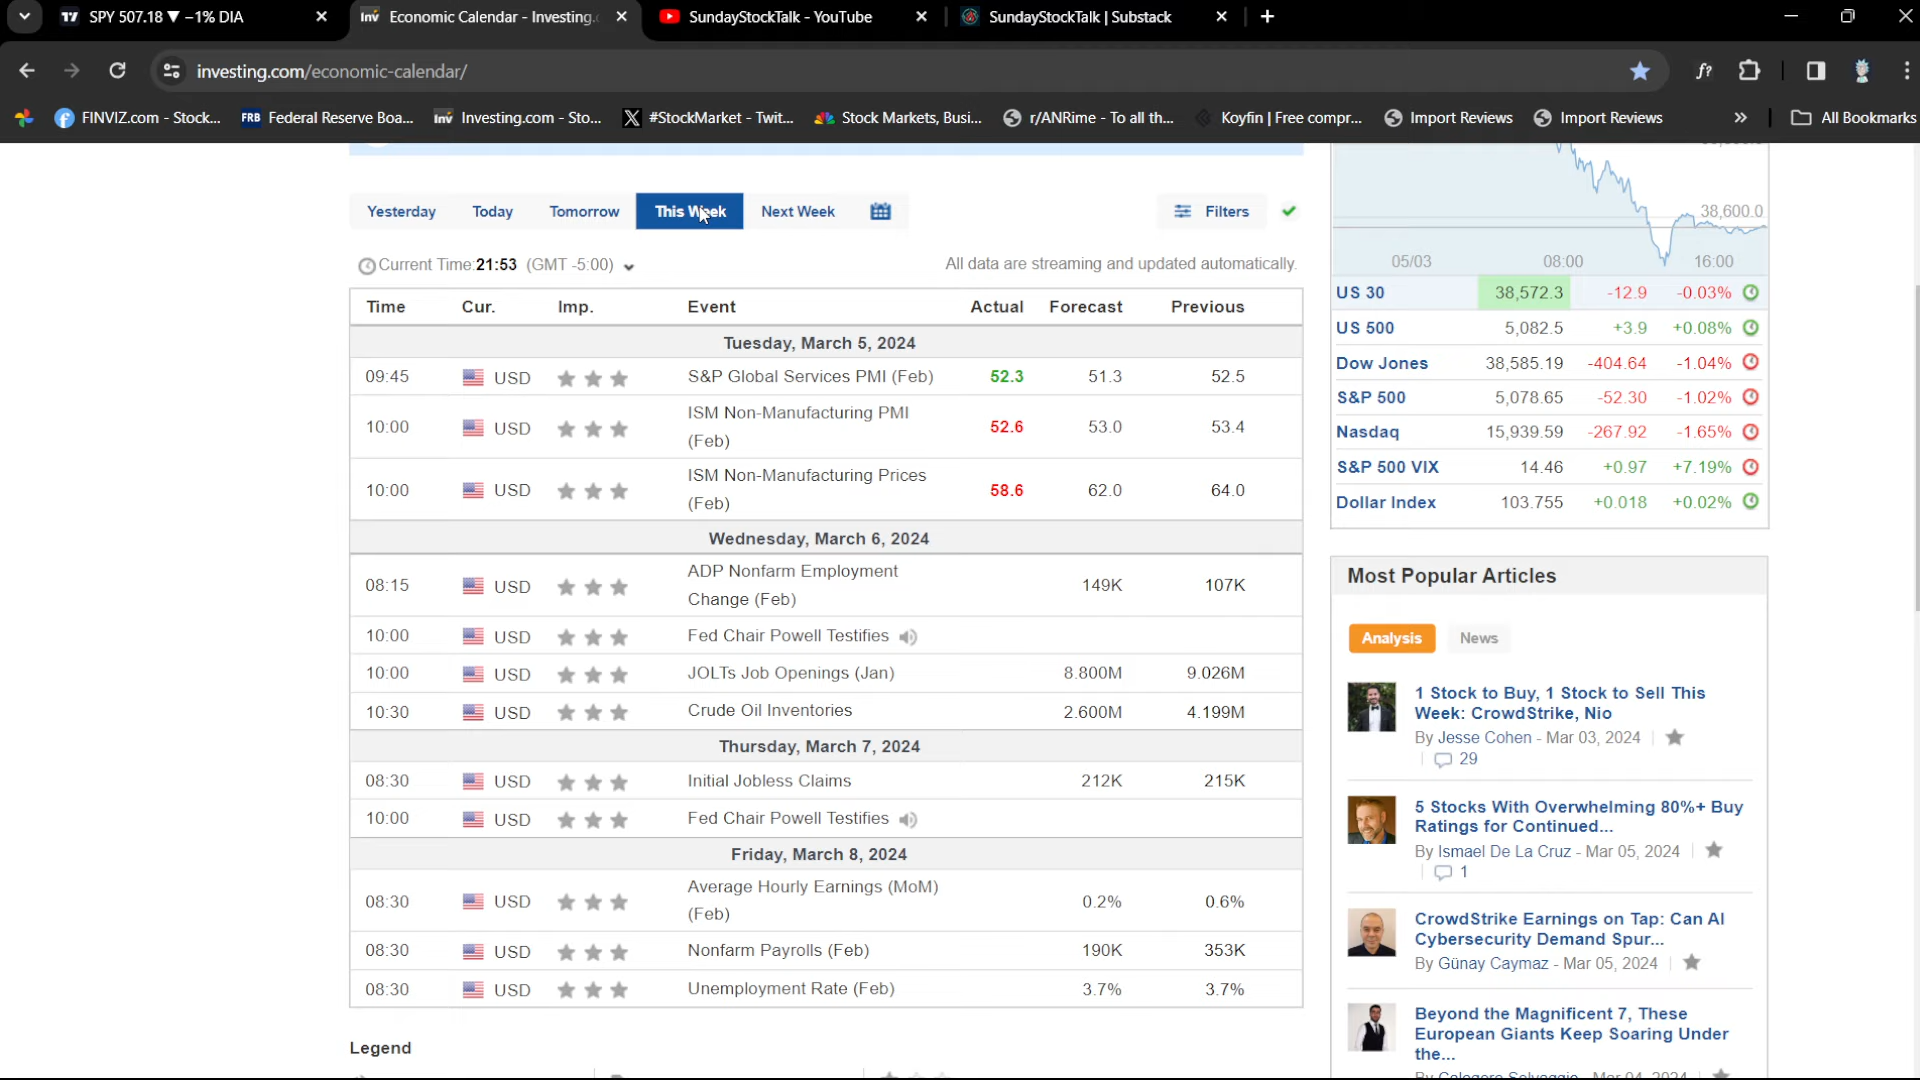 SPY 507.18 ▼ −1% DIA
Economic Calendar - Investing.
SundayStockTalk - YouTube
SundayStockTalk | Substack
investing.com/economic-calendar/
FINVIZ.com - Stock...
Federal Reserve Boa...
Investing.com - Sto...
#StockMarket - Twit...
Stock Markets, Busi...
r/ANRime - To all th...
Koyfin | Free compr...
Import Reviews
Import Reviews
All Bookmarks
Yesterday Today Tomorrow This Week Next Week Filters
Current Time:21:53 (GMT -5:00)
All data are streaming and updated automatically.
Time Cur. Imp. Event Actual Forecast Previous
Tuesday, March 5, 2024
09:45 USD S&P Global Services PMI (Feb) 52.3 51.3 52.5
10:00 USD ISM Non-Manufacturing PMI (Feb) 52.6 53.0 53.4
10:00 USD ISM Non-Manufacturing Prices (Feb) 58.6 62.0 64.0
Wednesday, March 6, 2024
08:15 USD ADP Nonfarm Employment Change (Feb) 149K 107K
10:00 USD Fed Chair Powell Testifies
10:00 USD JOLTs Job Openings (Jan) 8.800M 9.026M
10:30 USD Crude Oil Inventories 2.600M 4.199M
Thursday, March 7, 2024
08:30 USD Initial Jobless Claims 212K 215K
10:00 USD Fed Chair Powell Testifies
Friday, March 8, 2024
08:30 USD Average Hourly Earnings (MoM) (Feb) 0.2% 0.6%
08:30 USD Nonfarm Payrolls (Feb) 190K 353K
08:30 USD Unemployment Rate (Feb) 3.7% 3.7%
Legend
38,600.0
05/03 08:00 16:00
US 30 38,572.3 -12.9 -0.03%
US 500 5,082.5 +3.9 +0.08%
Dow Jones 38,585.19 -404.64 -1.04%
S&P 500 5,078.65 -52.30 -1.02%
Nasdaq 15,939.59 -267.92 -1.65%
S&P 500 VIX 14.46 +0.97 +7.19%
Dollar Index 103.755 +0.018 +0.02%
Most Popular Articles
Analysis News
1 Stock to Buy, 1 Stock to Sell This
Week: CrowdStrike, Nio
By Jesse Cohen - Mar 03, 2024
29
5 Stocks With Overwhelming 80%+ Buy
Ratings for Continued...
By Ismael De La Cruz - Mar 05, 2024
1
CrowdStrike Earnings on Tap: Can AI
Cybersecurity Demand Spur...
By Günay Caymaz - Mar 05, 2024
Beyond the Magnificent 7, These
European Giants Keep Soaring Under
the...